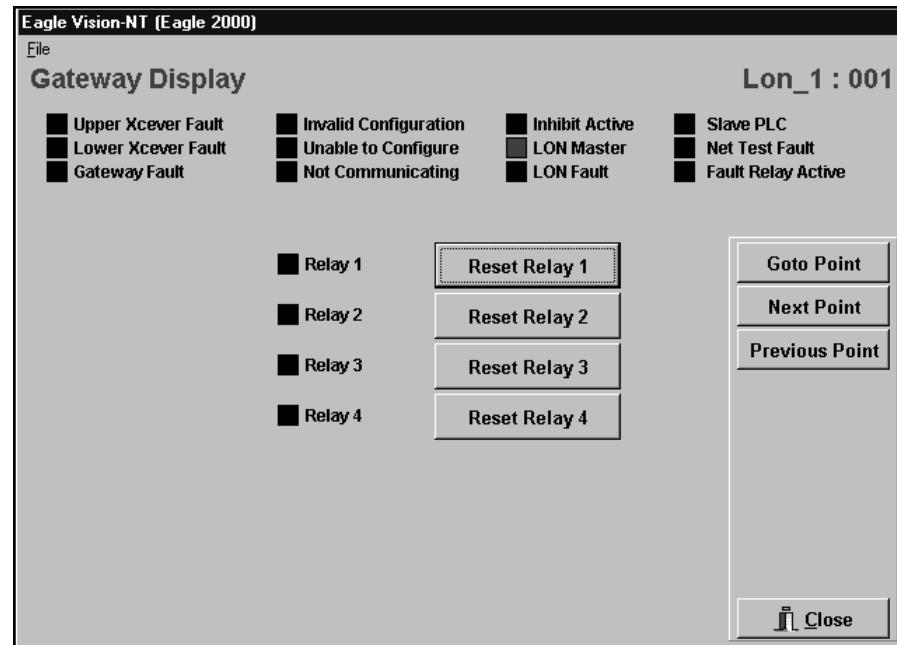 Eagle Vision-NT (Eagle 2000)
File
Gateway Display
Lon_1 : 001
Upper Xcever Fault
Invalid Configuration
Inhibit Active
Slave PLC
Lower Xcever Fault
Unable to Configure
LON Master
Net Test Fault
Gateway Fault
Not Communicating
LON Fault
Fault Relay Active
Relay 1
Reset Relay 1
Goto Point
Relay 2
Reset Relay 2
Next Point
Relay 3
Reset Relay 3
Previous Point
Relay 4
Reset Relay 4
Close